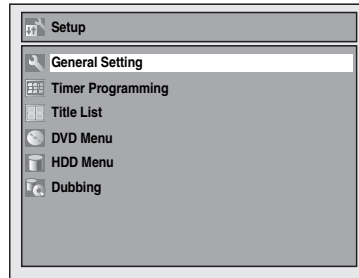 Setup
General Setting
Timer Programming
Title List
DVD Menu
HDD Menu
Dubbing